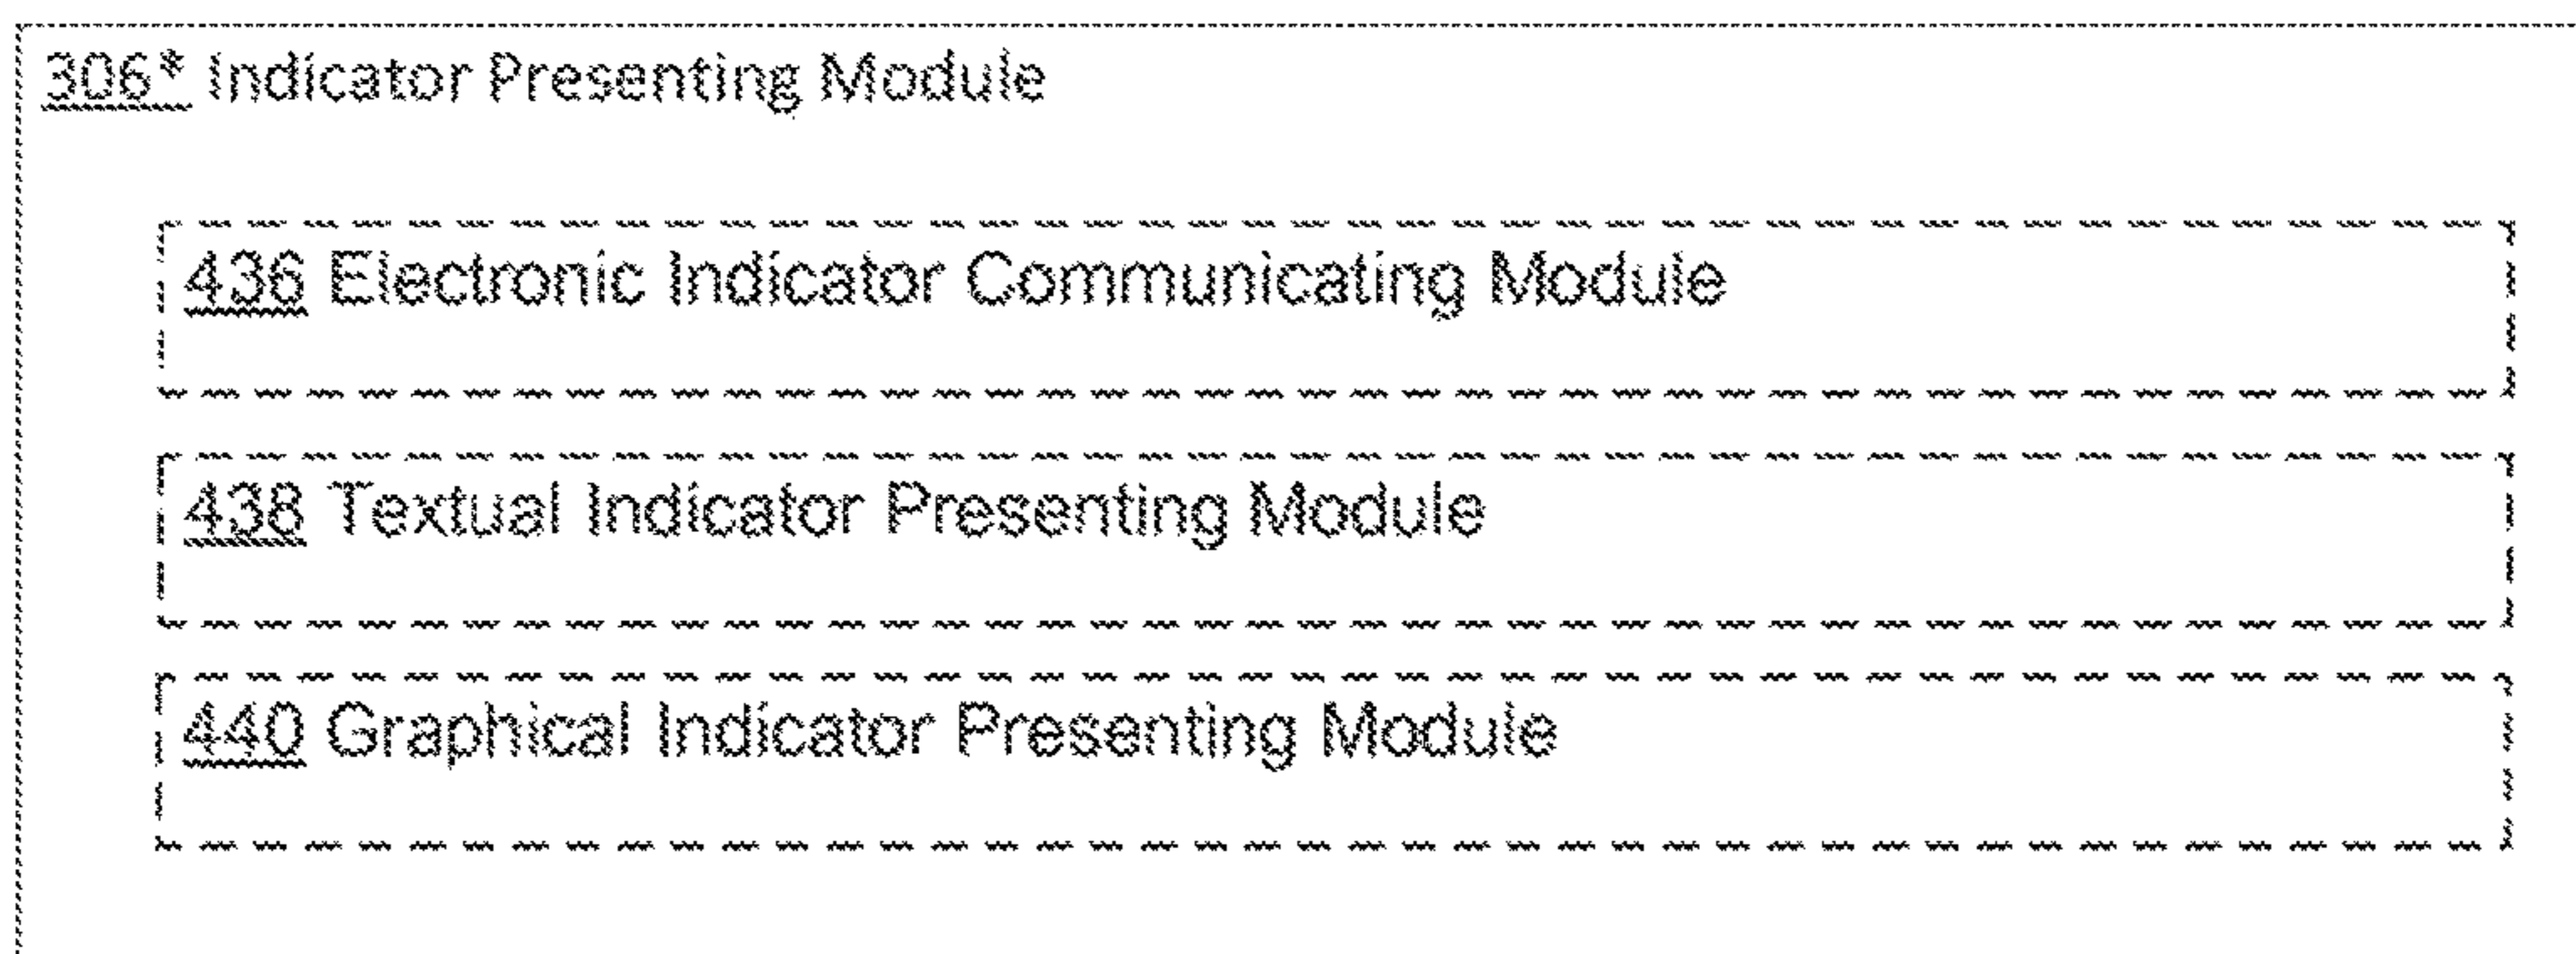 306* Indicator Presenting Module
436 Electronic Indicator Communicating Module
438 Textual Indicator Presenting Module
440 Graphical Indicator Presenting Module